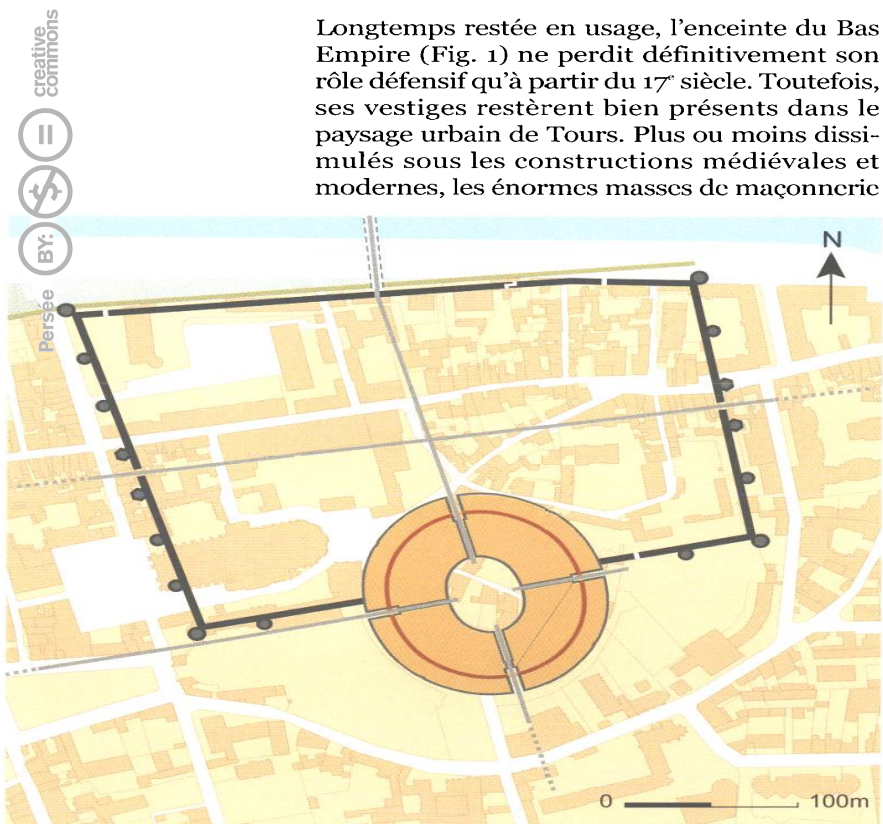 Longtemps restée en usage, l’enceinte du Bas
Empire (Fig. 1) ne perdit définitivement son
rôle défensif qu’à partir du 17e siècle. Toutefois,
ses vestiges restèrent bien présents dans le
paysage urbain de Tours. Plus ou moins dissi-
mulés sous les constructions médiévales et
modernes, les énormes masses de maçonnerie
creative
commons
BY:
Persée
N
0
100m